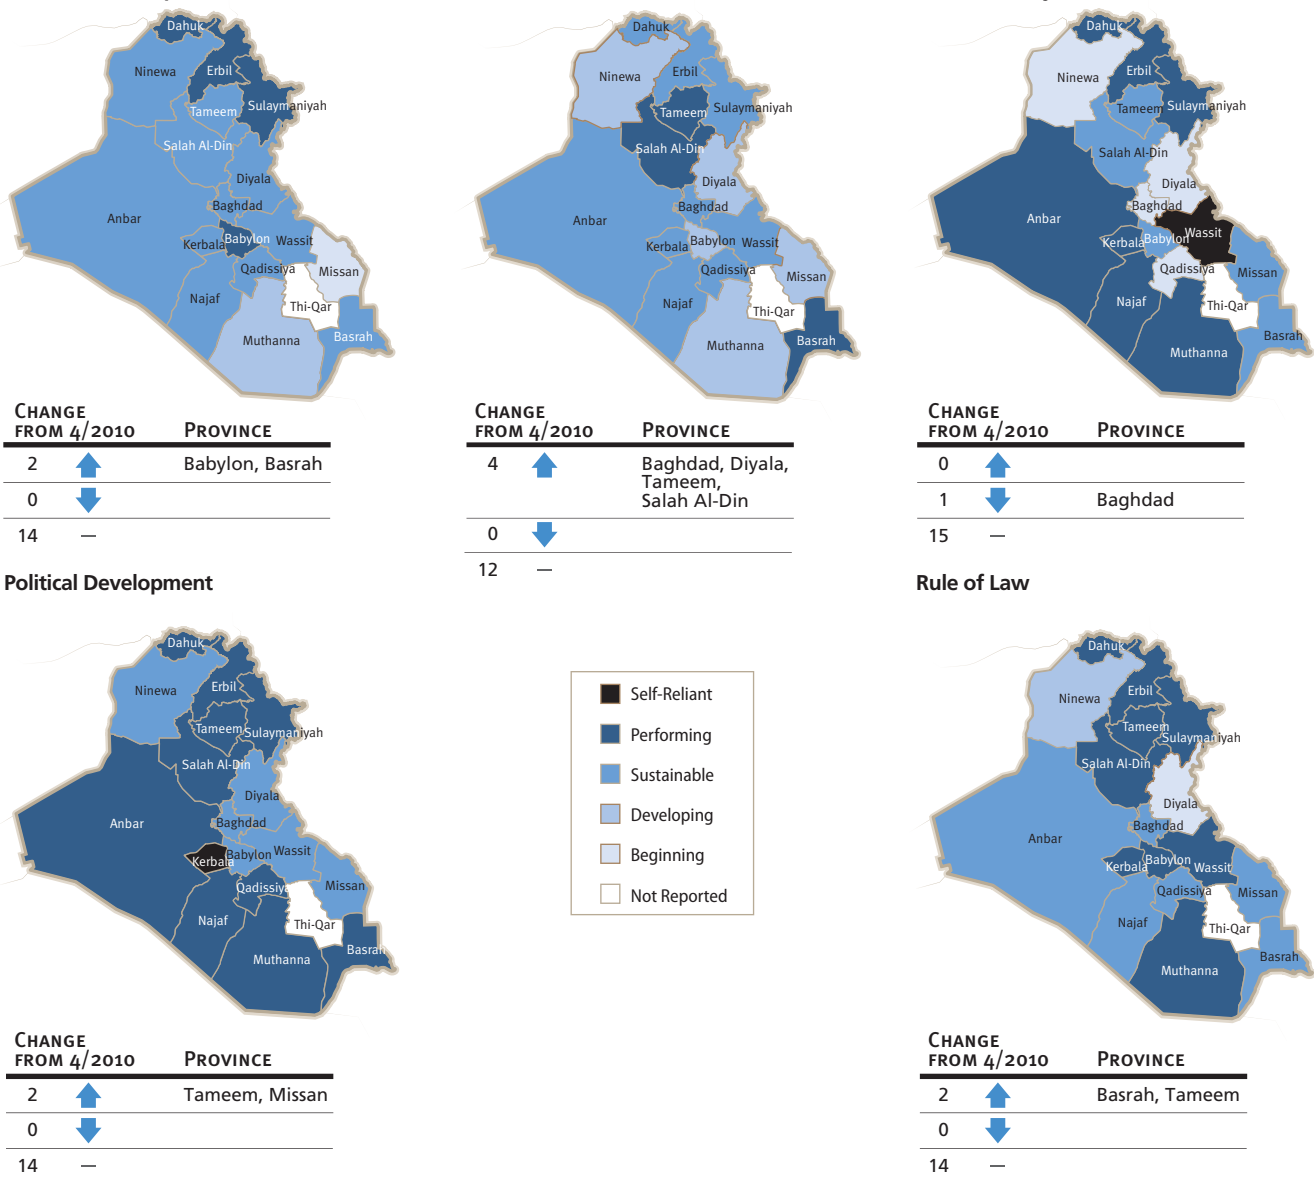 Dahuk
Ninewa
Erbil
Sulaymaniyah
Tameem
Salah Al-Din
Diyala
Baghdad
Anbar
Kerbala
Babylon
Wassit
Qadissiya
Missan
Najaf
Thi-Qar
Muthanna
Basrah
CHANGE
FROM 4/2010 PROVINCE
2 Babylon, Basrah
0
14 —
Dahuk
Ninewa
Erbil
Sulaymaniyah
Tameem
Salah Al-Din
Diyala
Baghdad
Anbar
Kerbala
Babylon
Wassit
Qadissiya
Missan
Najaf
Thi-Qar
Muthanna
Basrah
CHANGE
FROM 4/2010 PROVINCE
4 Baghdad, Diyala,
Tameem,
Salah Al-Din
0
12 —
Dahuk
Ninewa
Erbil
Sulaymaniyah
Tameem
Salah Al-Din
Diyala
Baghdad
Anbar
Kerbala
Babylon
Wassit
Qadissiya
Missan
Najaf
Thi-Qar
Muthanna
Basrah
CHANGE
FROM 4/2010 PROVINCE
0
1 Baghdad
15 —
Political Development
Dahuk
Ninewa
Erbil
Tameem
Sulaymaniyah
Salah Al-Din
Diyala
Baghdad
Anbar
Kerbala
Babylon
Wassit
Qadissiya
Missan
Najaf
Thi-Qar
Muthanna
Basrah
CHANGE
FROM 4/2010 PROVINCE
2 Tameem, Missan
0
14 —
Self-Reliant
Performing
Sustainable
Developing
Beginning
Not Reported
Rule of Law
Dahuk
Ninewa
Erbil
Tameem
Sulaymaniyah
Salah Al-Din
Diyala
Baghdad
Anbar
Kerbala
Babylon
Wassit
Qadissiya
Missan
Najaf
Thi-Qar
Muthanna
Basrah
CHANGE
FROM 4/2010 PROVINCE
2 Basrah, Tameem
0
14 —